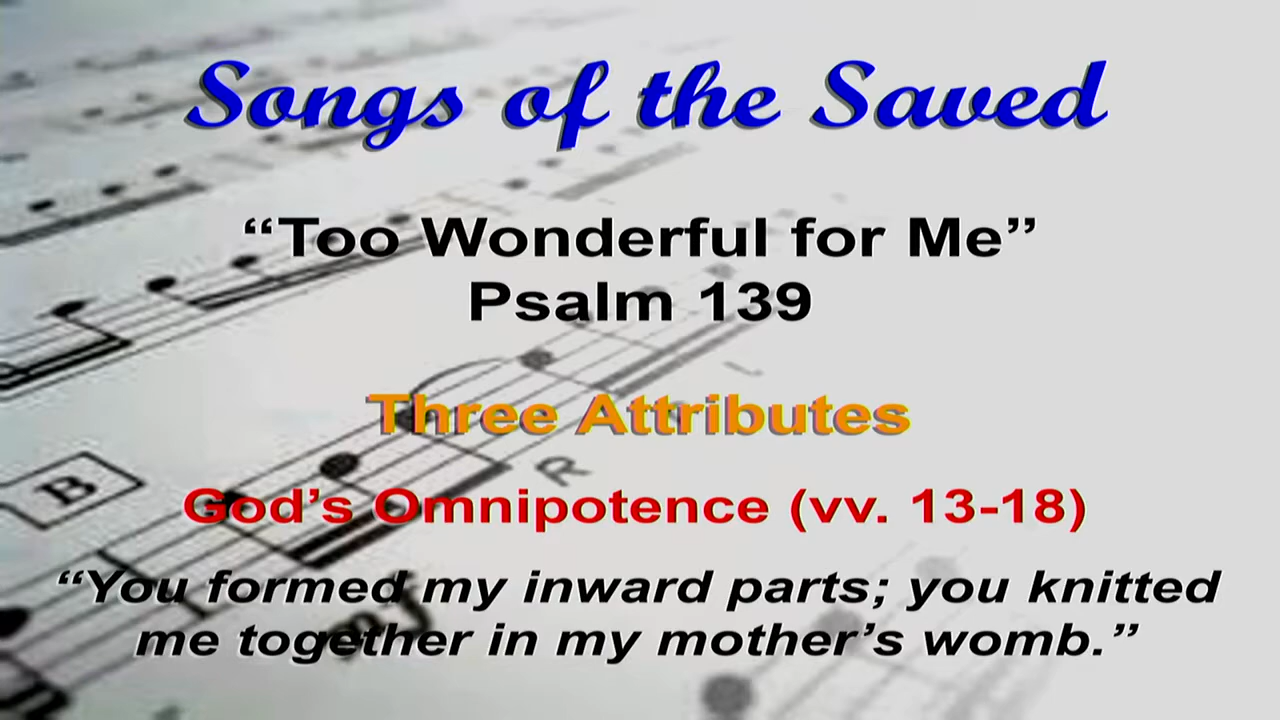 Songs of the Saved
“Too Wonderful for Me”
Psalm 139
Three Attributes
God’s Omnipotence (vv. 13-18)
“You formed my inward parts; you knitted
me together in my mother’s womb.”
B
R
L